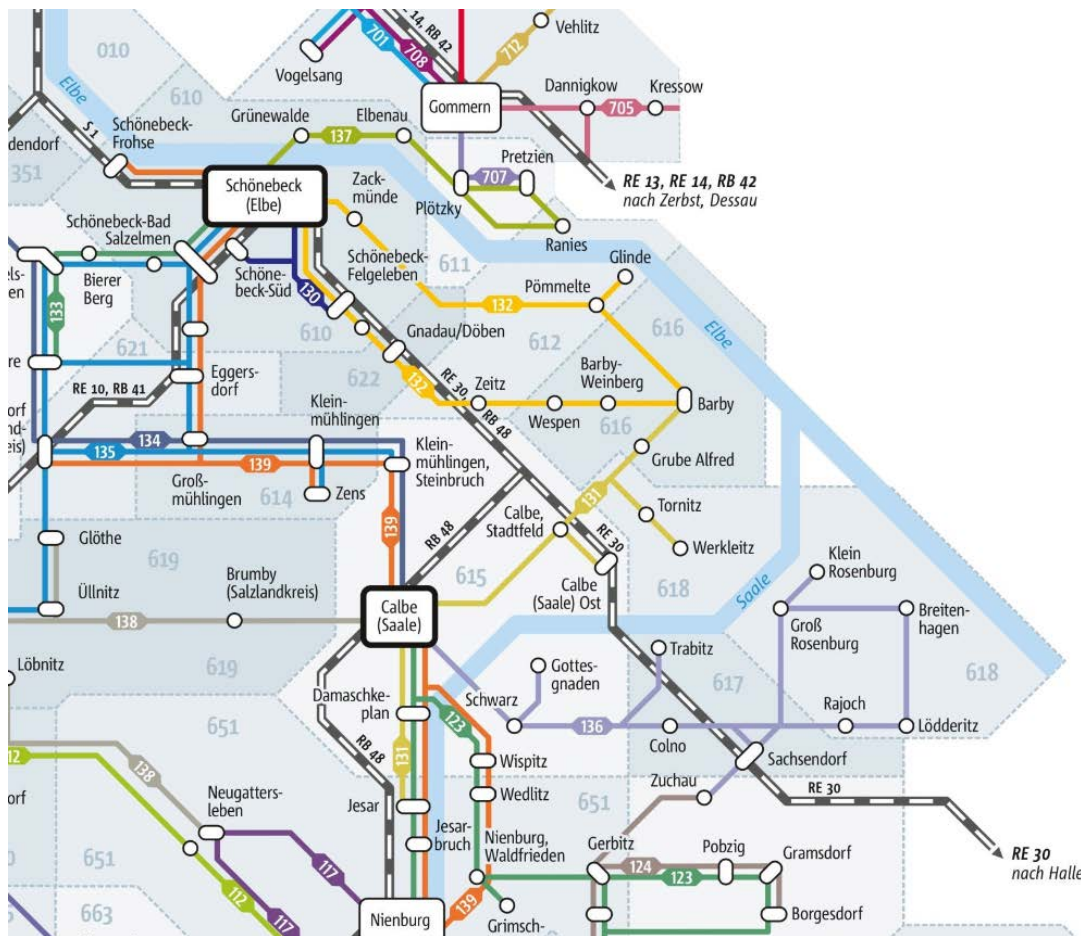 010
Elbe
610
351
dendorf
S 1
Schönebeck-
Frohse
Vogelsang
701
708
14, RB 42
712
Vehlitz
Gommern
Dannigkow
Kressow
705
Grünewalde
Elbenau
137
Pretzien
707
Plötzky
Ranies
RE 13, RE 14, RB 42
nach Zerbst, Dessau
Schönebeck
(Elbe)
Zack-
münde
Schönebeck-Bad
Salzelmen
Bierer
Berg
Schöne-
beck-Süd
130
Schönebeck-
Felgeleben
611
Glinde
Pömmelte
132
Elbe
616
612
610
Gnadau/Döben
133
621
622
RE 10, RB 41
Eggers-
dorf
132
RE 30,
RB 48
Zeitz
Wespen
Barby-
Weinberg
Barby
616
Grube Alfred
Klein-
mühlingen
134
135
139
Groß-
mühlingen
614
Zens
Klein-
mühlingen,
Steinbruch
139
131
Tornitz
Werkleitz
Calbe,
Stadtfeld
RB 48
RE 30
Calbe
(Saale) Ost
615
618
Saale
Glöthe
619
Üllnitz
Brumby
(Salzlandkreis)
138
Calbe
(Saale)
Klein
Rosenburg
Groß
Rosenburg
Breiten-
hagen
618
617
Trabitz
Gottes-
gnaden
Schwarz
136
Colno
Rajoch
Lödderitz
Sachsendorf
Löbnitz
619
651
Damaschke-
plan
123
131
RB 48
Wispitz
Wedlitz
Zuchau
RE 30
651
RE 30
nach Halle
12
138
orf
Neugatters-
leben
Jesar
Jesar-
bruch
Nienburg,
Waldfrieden
Gerbitz
Pobzig
Gramsdorf
124
123
Borgesdorf
651
117
112
663
117
Nienburg
139
Grimsch-